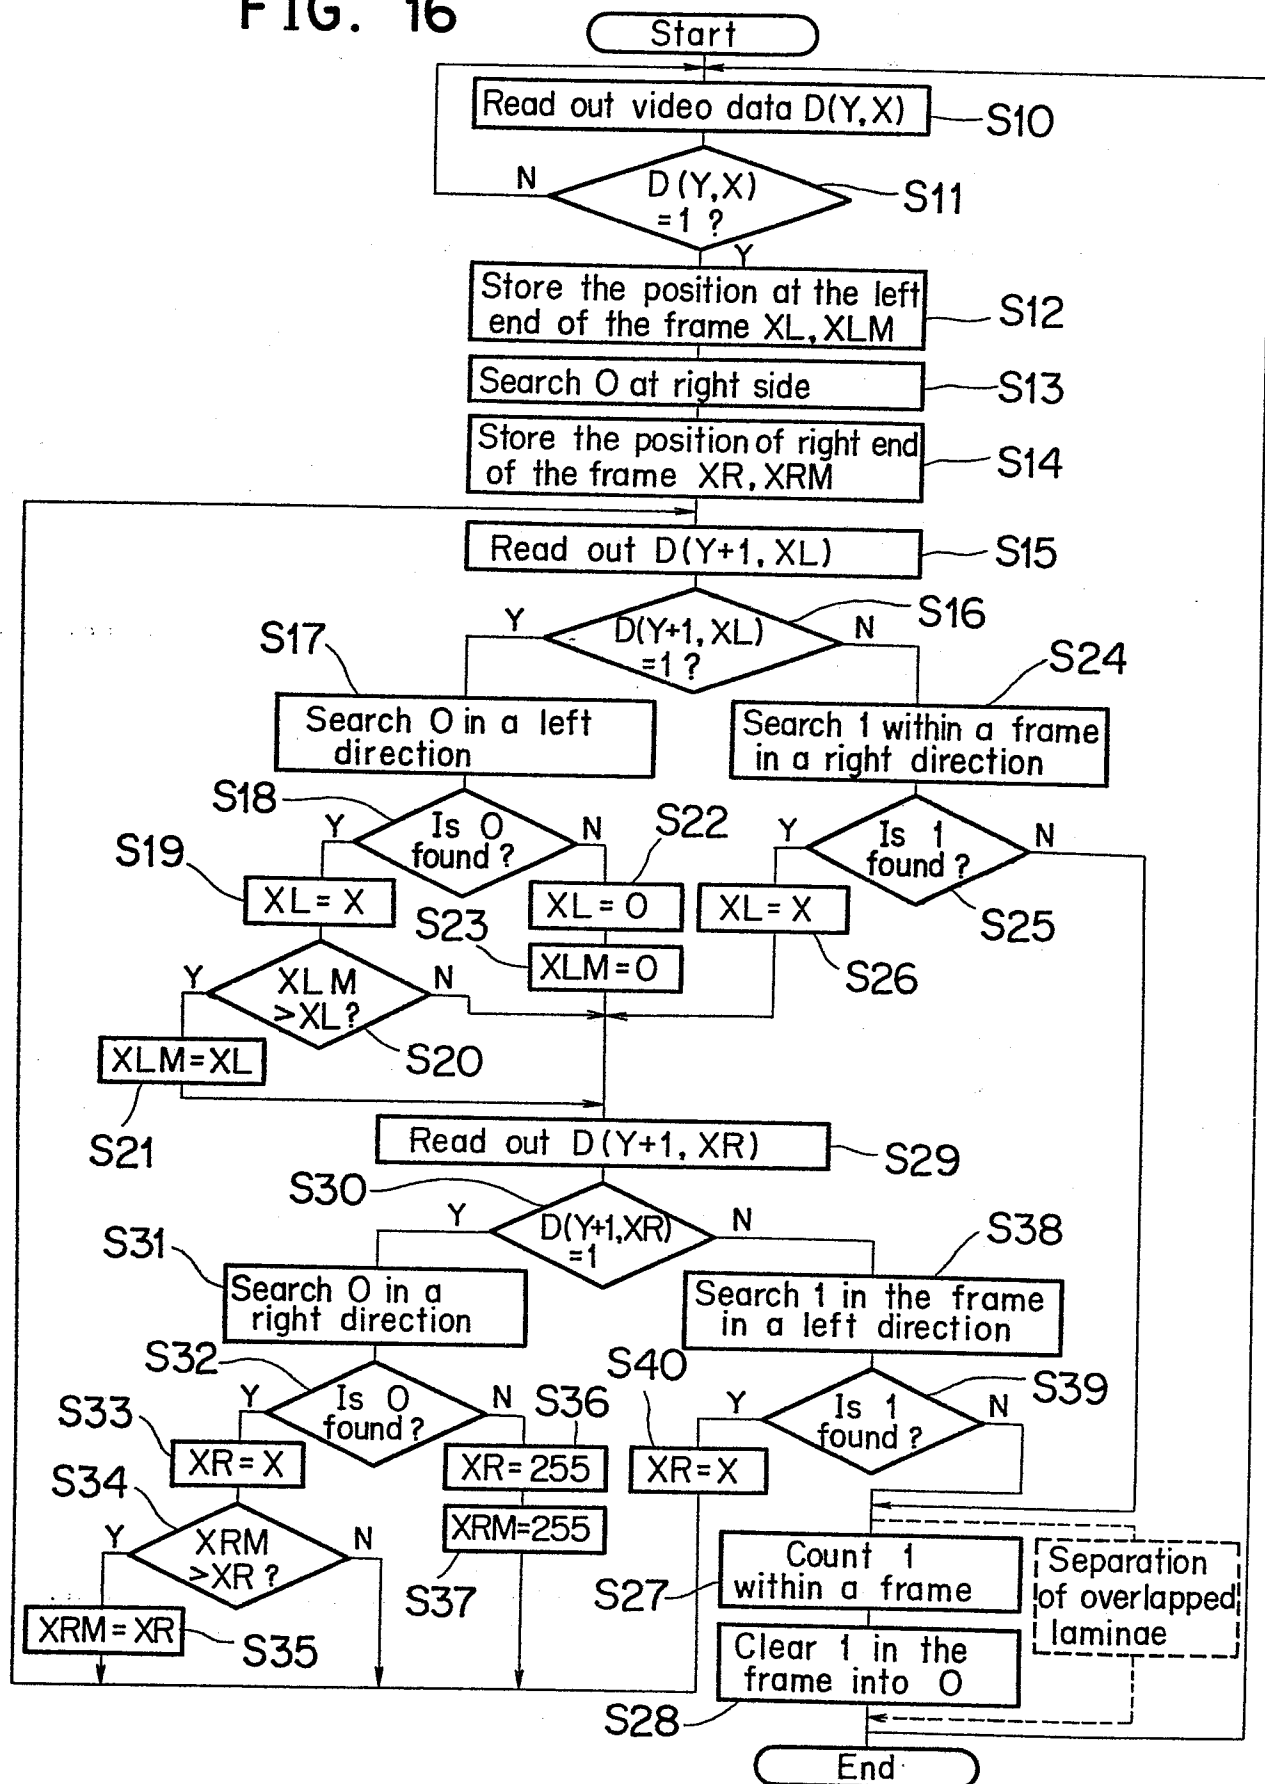 FIG. 16
Start
Read out video data D(Y,X)
S10
N
D(Y,X)
=1 ?
S11
Y
Store the position at the left
end of the frame XL, XLM
S12
Search 0 at right side
S13
Store the position of right end
of the frame XR, XRM
S14
Read out D(Y+1, XL)
S15
Y
D(Y+1, XL)
=1 ?
N
S16
S17
Search 0 in a left
direction
S24
Search 1 within a frame
in a right direction
S18
Y
Is 0
found ?
N
S22
Y
Is 1
found ?
N
S25
S19
XL = X
XL = 0
XL = X
S23
XLM = 0
S26
Y
XLM
>XL?
N
S20
XLM=XL
S21
Read out D(Y+1, XR)
S29
S30
Y
D(Y+1,XR)
=1
N
S31
Search 0 in a
right direction
S38
Search 1 in the frame
in a left direction
S32
Y
Is 0
found ?
N
S36
S40
Y
Is 1
found ?
N
S39
S33
XR = X
XR = 255
XR = X
S34
Y
XRM
>XR ?
N
XRM=255
S37
XRM = XR
S35
Count 1
within a frame
S27
Separation
of overlapped
laminae
Clear 1 in the
frame into 0
S28
End